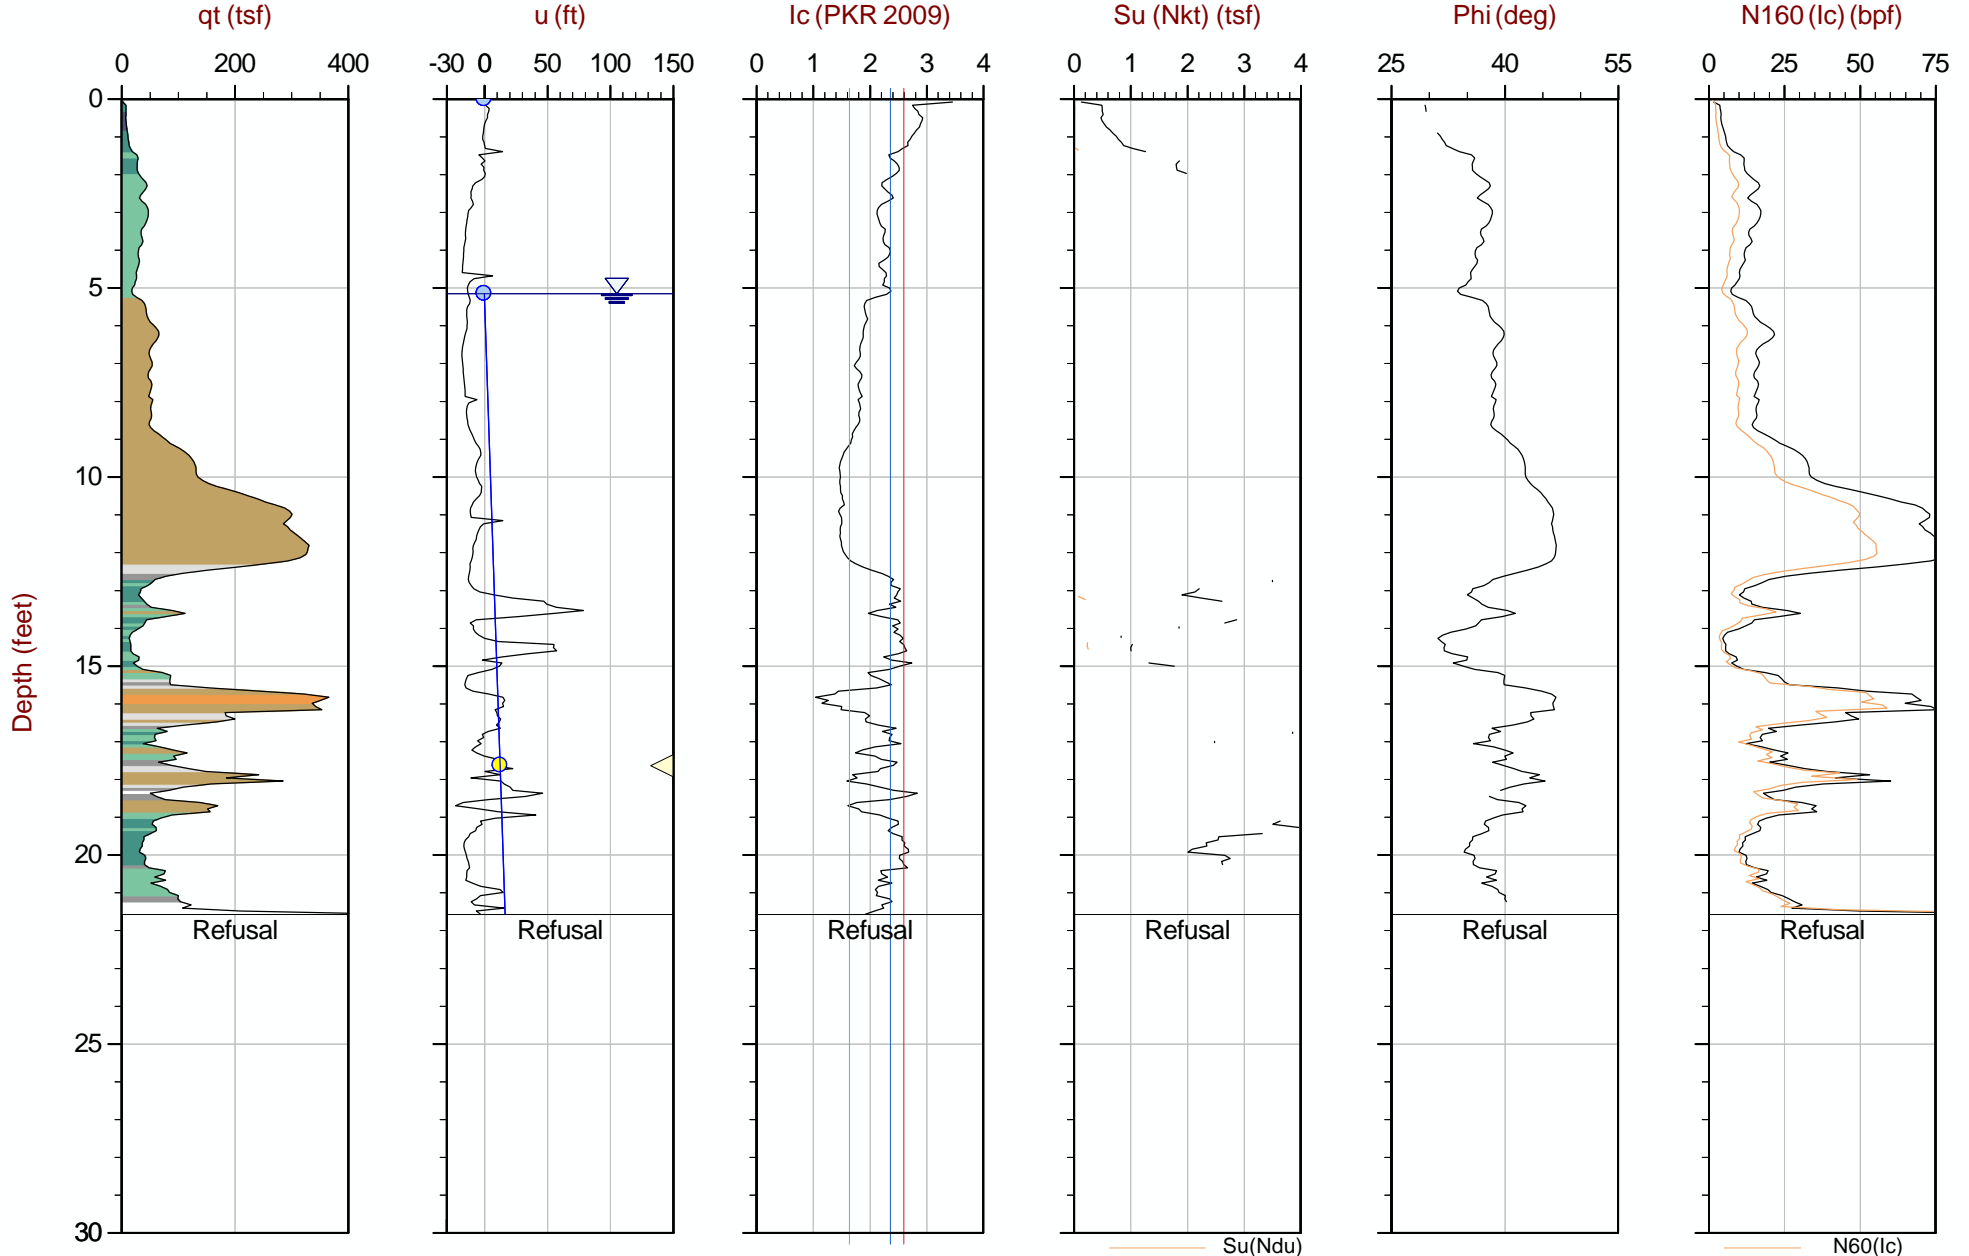 qt (tsf) u (ft) Ic (PKR 2009) Su (Nkt) (tsf) Phi (deg) N160 (Ic) (bpf)
0 200 400 -30 0 50 100 150 0 1 2 3 4 0 1 2 3 4 25 40 55 0 25 50 75
0
5
10
15
20
25
30
Depth (feet)
Refusal Refusal Refusal Refusal Refusal Refusal
Su(Ndu) N60(Ic)